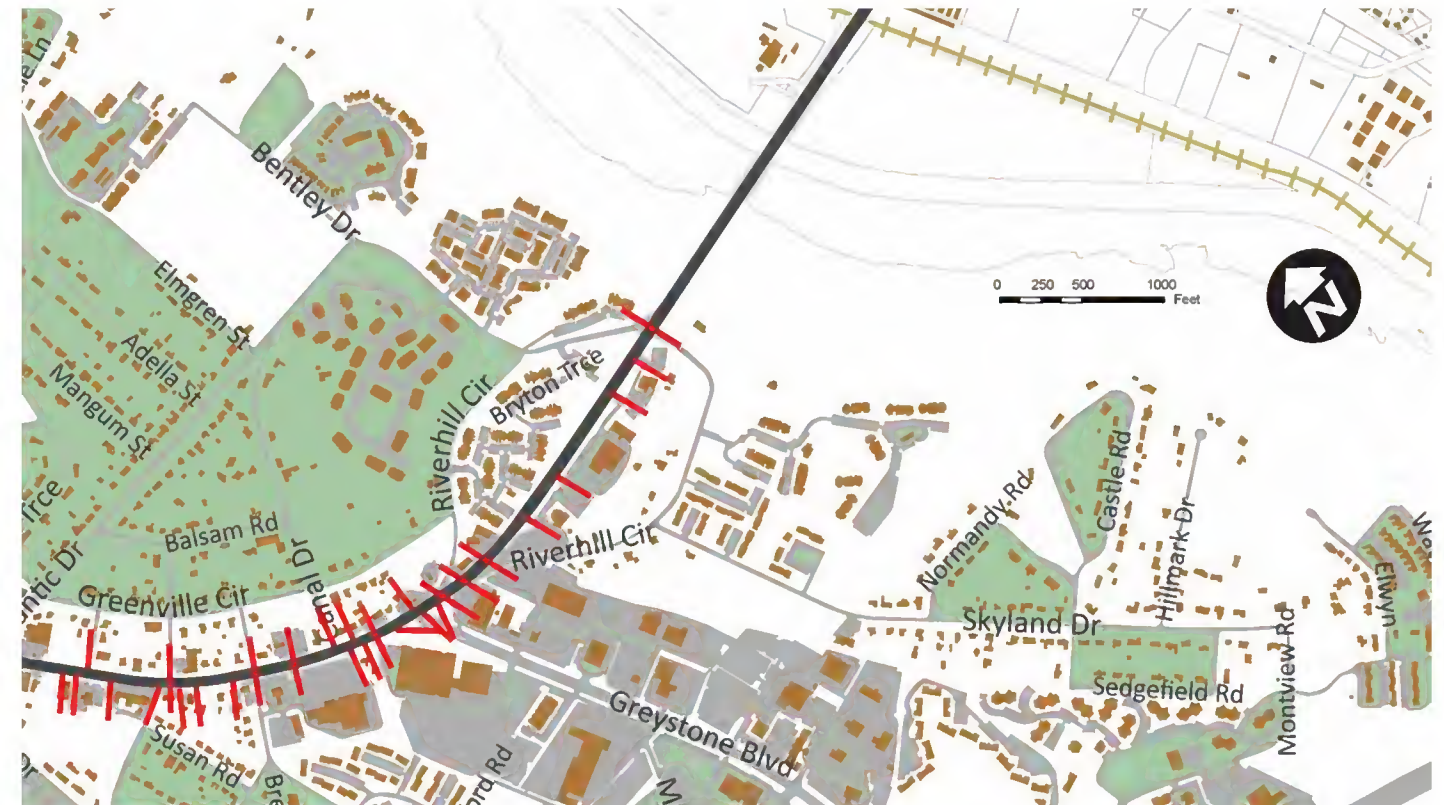 Bentley Dr
Elmgren St
Adella St
Mangum St
Trce
Balsam Rd
Greenville Cir
Riverhill Cir
Bryton Trce
0 250 500 1000
Feet
N
Riverhill Cir
Normandy Rd
Castle Rd
Hillmark Dr
Skyland Dr
Elwyn
Montview Rd
Sedgefield Rd
Greystone Blvd
Susan Rd
Dr